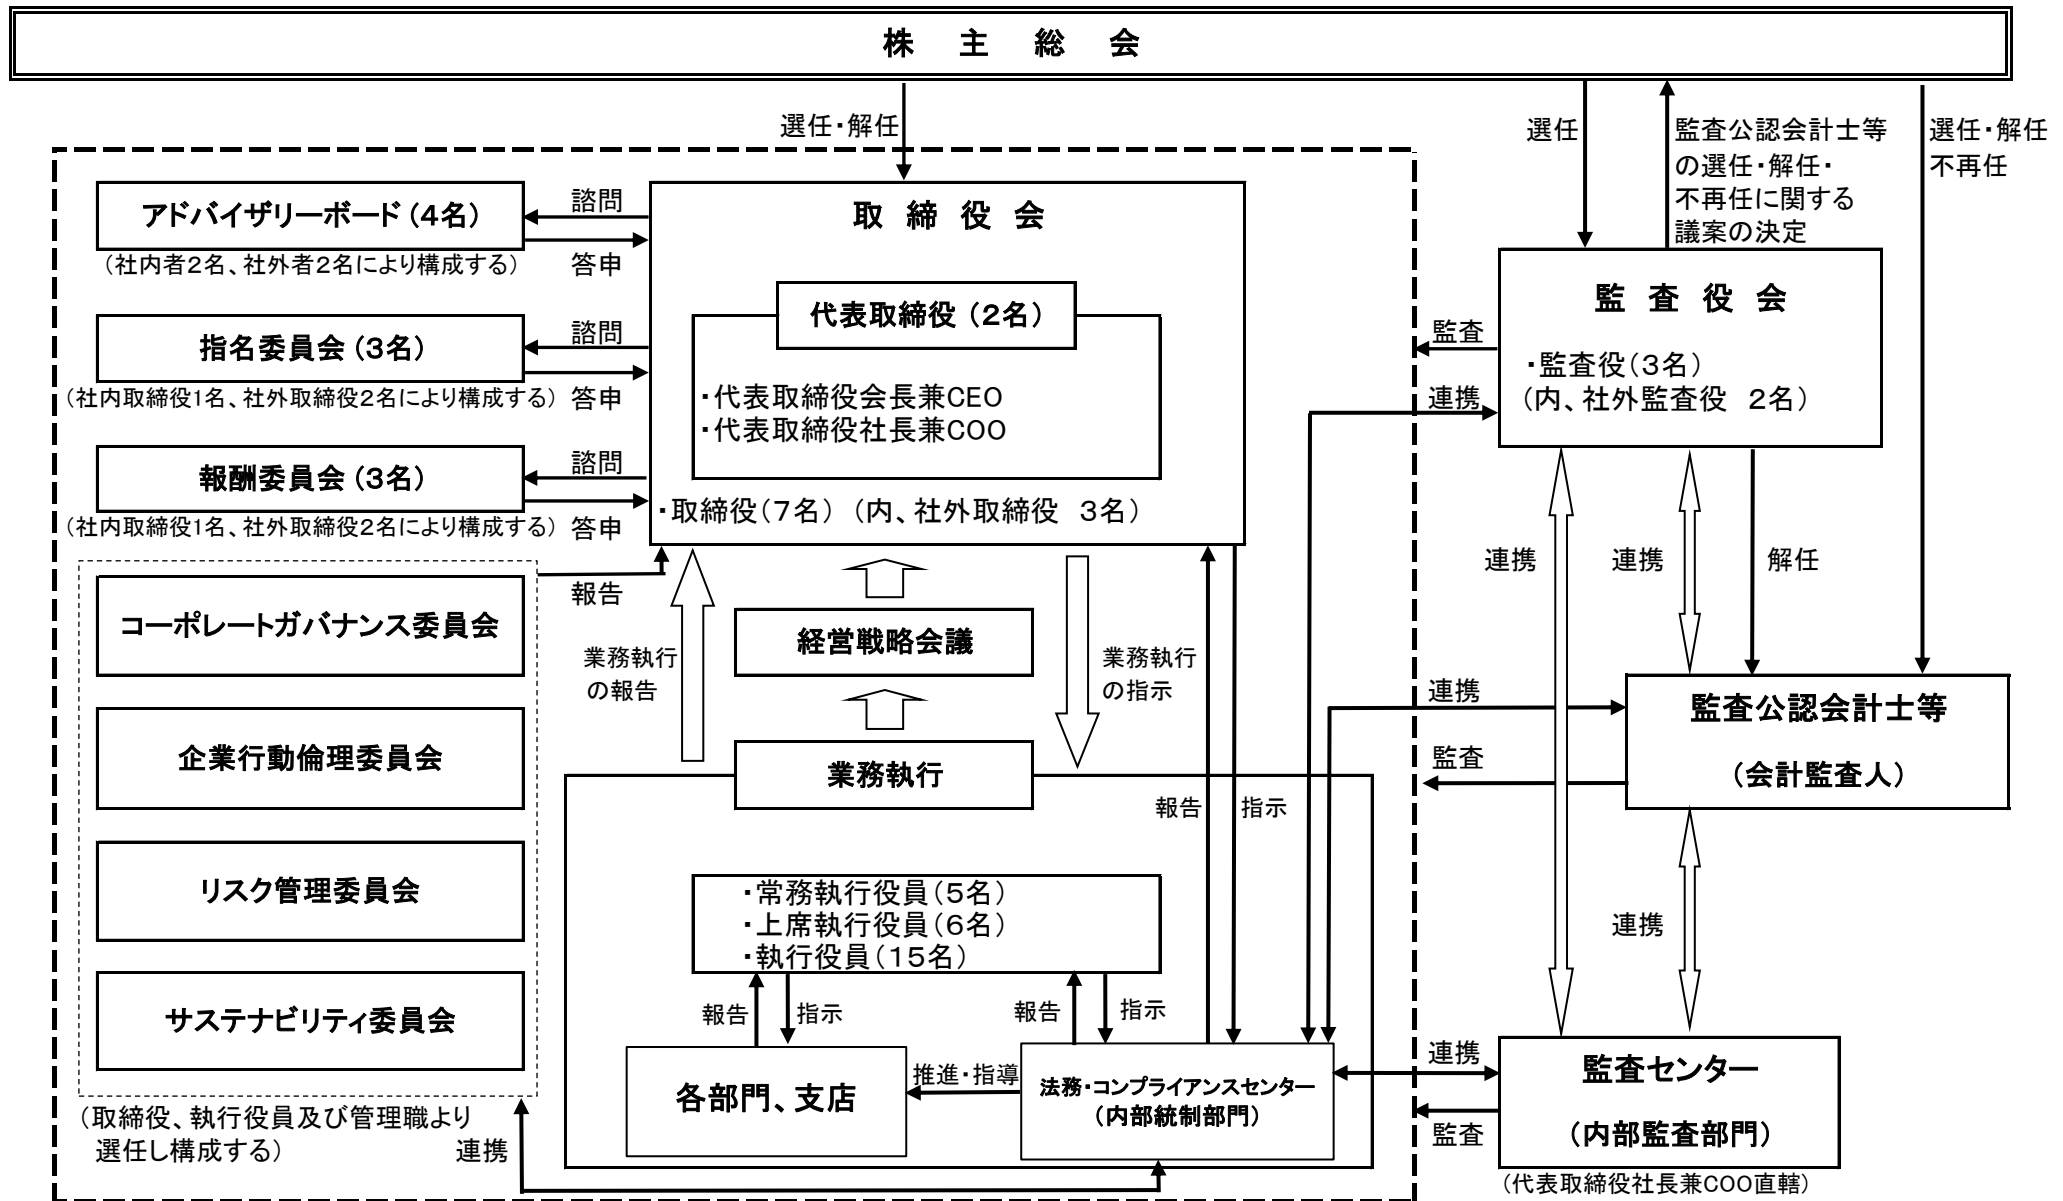 株 主 総 会
選任・解任
選任
監査公認会計士等
の選任・解任・
不再任に関する
議案の決定
選任・解任
不再任
アドバイザリーボード(4名)
(社内者2名、社外者2名により構成する)
諮問
答申
指名委員会(3名)
(社内取締役1名、社外取締役2名により構成する)
諮問
答申
報酬委員会(3名)
(社内取締役1名、社外取締役2名により構成する)
諮問
答申
取 締 役 会
代表取締役(2名)
・代表取締役会長兼CEO
・代表取締役社長兼COO
・取締役(7名) (内、社外取締役 3名)
監 査 役 会
・監査役(3名)
(内、社外監査役 2名)
監査
連携
コーポレートガバナンス委員会
企業行動倫理委員会
リスク管理委員会
サステナビリティ委員会
(取締役、執行役員及び管理職より
選任し構成する)
連携
報告
業務執行
の報告
経営戦略会議
業務執行
の指示
業務執行
報告
指示
・常務執行役員(5名)
・上席執行役員(6名)
・執行役員(15名)
報告
指示
報告
指示
各部門、支店
推進・指導
法務・コンプライアンスセンター
(内部統制部門)
連携
連携
解任
連携
監査
監査公認会計士等
(会計監査人)
連携
連携
監査
監査センター
(内部監査部門)
(代表取締役社長兼COO直轄)